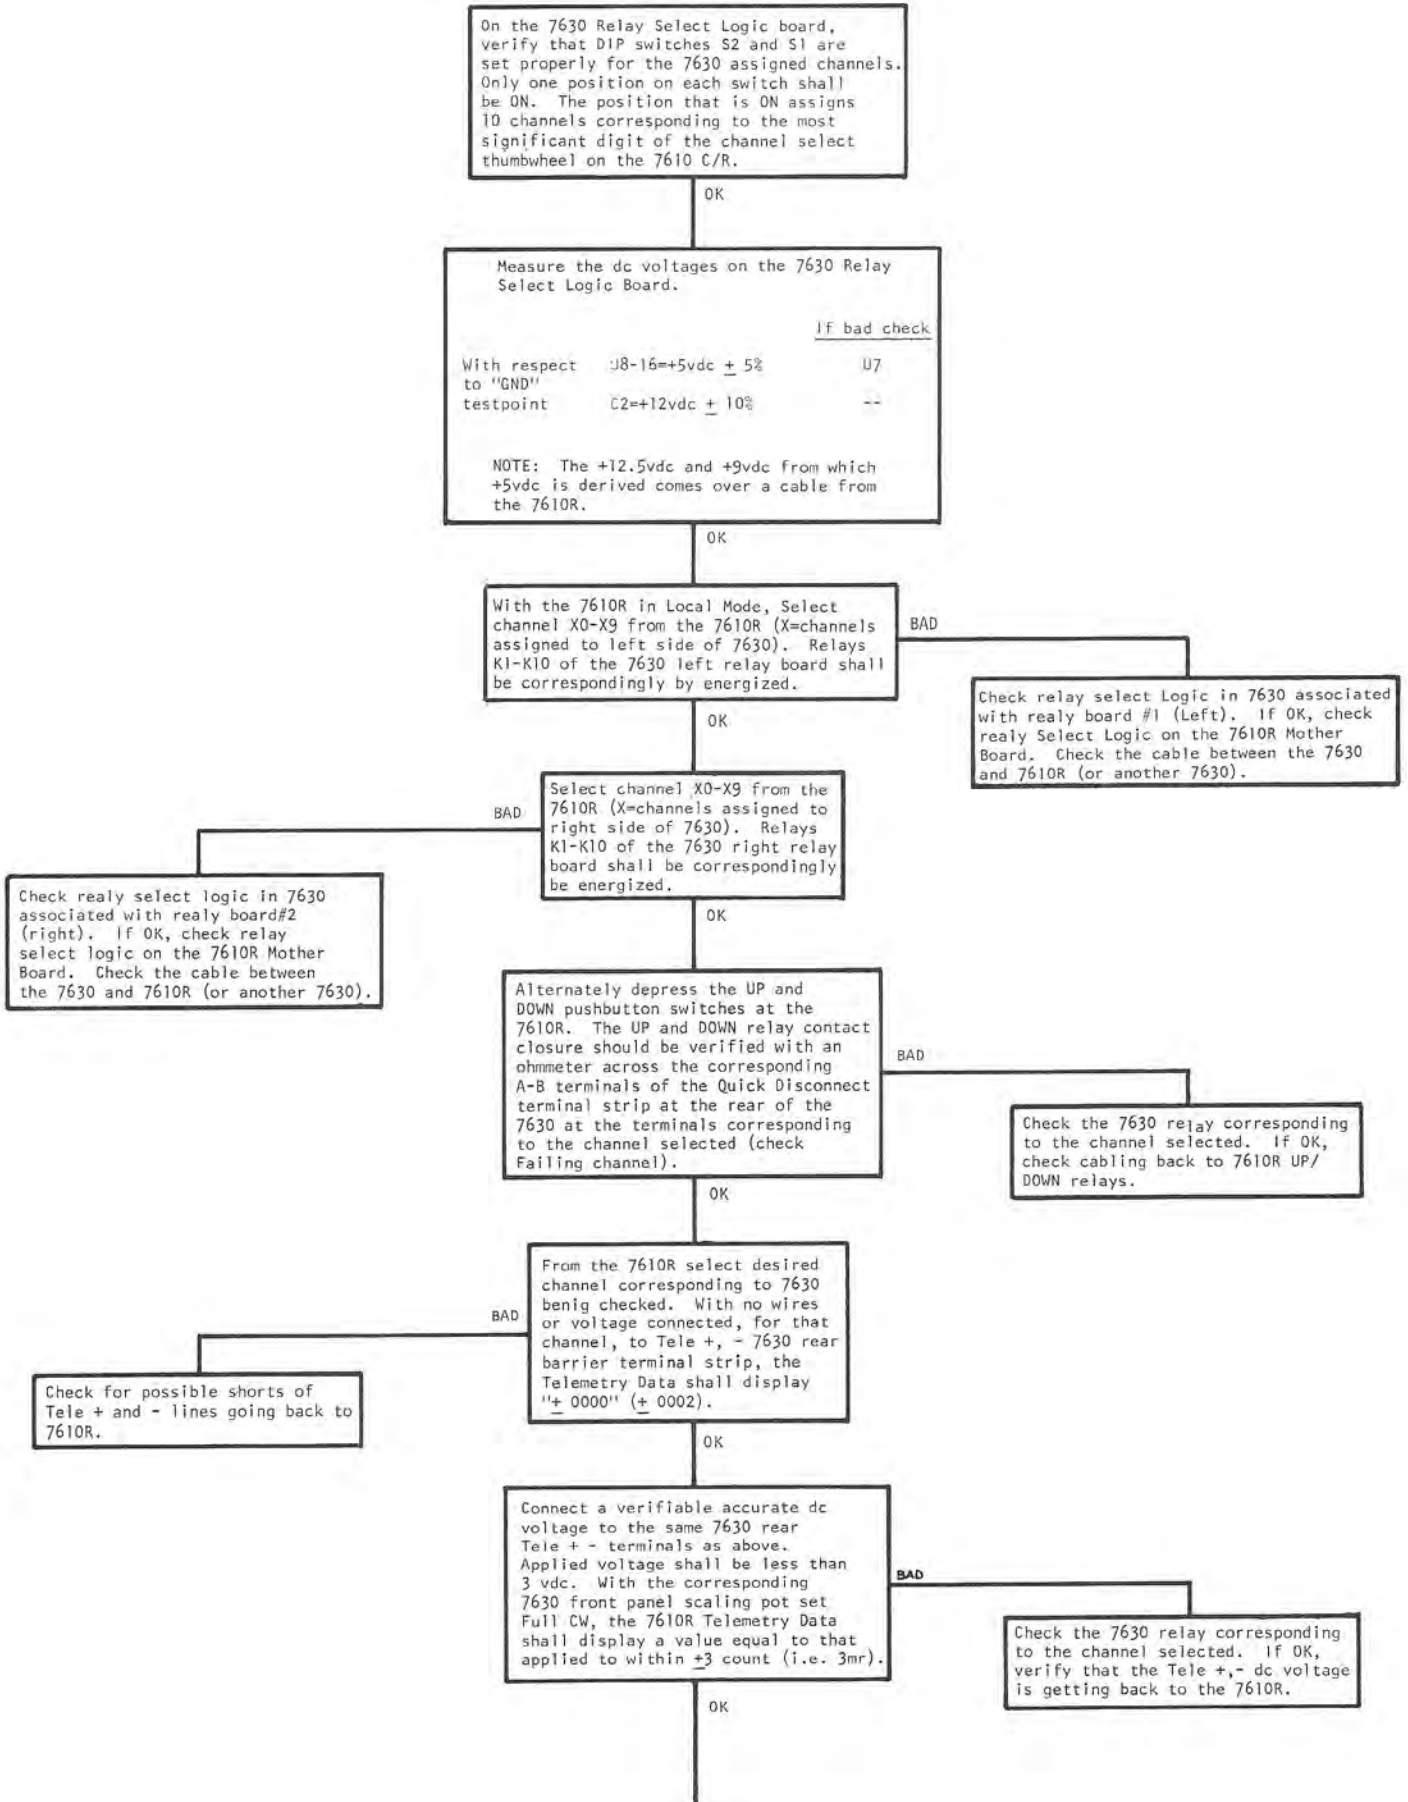 On the 7630 Relay Select Logic board,
verify that DIP switches S2 and S1 are
set properly for the 7630 assigned channels.
Only one position on each switch shall
be ON. The position that is ON assigns
10 channels corresponding to the most
significant digit of the channel select
thumbwheel on the 7610 C/R.
OK
Measure the dc voltages on the 7630 Relay
Select Logic Board.
If bad check
With respect U8-16=+5vdc ± 5% U7
to "GND"
testpoint C2=+12vdc ± 10% --
NOTE: The +12.5vdc and +9vdc from which
+5vdc is derived comes over a cable from
the 7610R.
OK
With the 7610R in Local Mode, Select
channel X0-X9 from the 7610R (X=channels
assigned to left side of 7630). Relays
K1-K10 of the 7630 left relay board shall
be correspondingly by energized.
BAD
Check relay select Logic in 7630 associated
with realy board #1 (Left). If OK, check
realy Select Logic on the 7610R Mother
Board. Check the cable between the 7630
and 7610R (or another 7630).
OK
Select channel X0-X9 from the
7610R (X=channels assigned to
right side of 7630). Relays
K1-K10 of the 7630 right relay
board shall be correspondingly
be energized.
BAD
Check realy select logic in 7630
associated with realy board#2
(right). If OK, check relay
select logic on the 7610R Mother
Board. Check the cable between
the 7630 and 7610R (or another 7630).
OK
Alternately depress the UP and
DOWN pushbutton switches at the
7610R. The UP and DOWN relay contact
closure should be verified with an
ohmmeter across the corresponding
A-B terminals of the Quick Disconnect
terminal strip at the rear of the
7630 at the terminals corresponding
to the channel selected (check
Failing channel).
BAD
Check the 7630 relay corresponding
to the channel selected. If OK,
check cabling back to 7610R UP/
DOWN relays.
OK
From the 7610R select desired
channel corresponding to 7630
benig checked. With no wires
or voltage connected, for that
channel, to Tele +, - 7630 rear
barrier terminal strip, the
Telemetry Data shall display
"± 0000" (± 0002).
BAD
Check for possible shorts of
Tele + and - lines going back to
7610R.
OK
Connect a verifiable accurate dc
voltage to the same 7630 rear
Tele + - terminals as above.
Applied voltage shall be less than
3 vdc. With the corresponding
7630 front panel scaling pot set
Full CW, the 7610R Telemetry Data
shall display a value equal to that
applied to within ±3 count (i.e. 3mr).
BAD
Check the 7630 relay corresponding
to the channel selected. If OK,
verify that the Tele +,- dc voltage
is getting back to the 7610R.
OK